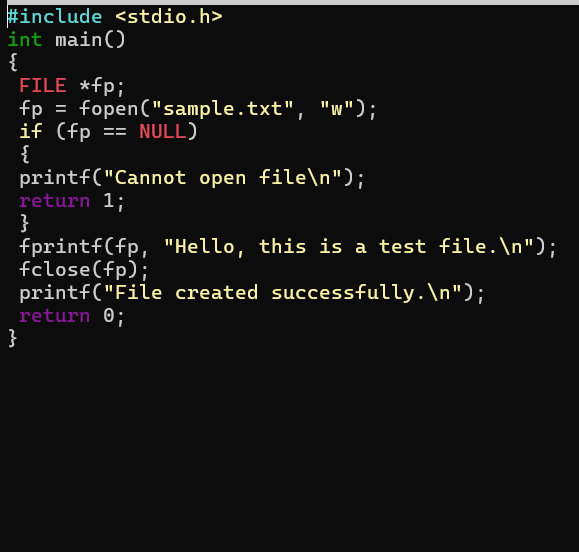 #include <stdio.h>
int main()
{
 FILE *fp;
 fp = fopen("sample.txt", "w");
 if (fp == NULL)
 {
 printf("Cannot open file\n");
 return 1;
 }
 fprintf(fp, "Hello, this is a test file.\n");
 fclose(fp);
 printf("File created successfully.\n");
 return 0;
}